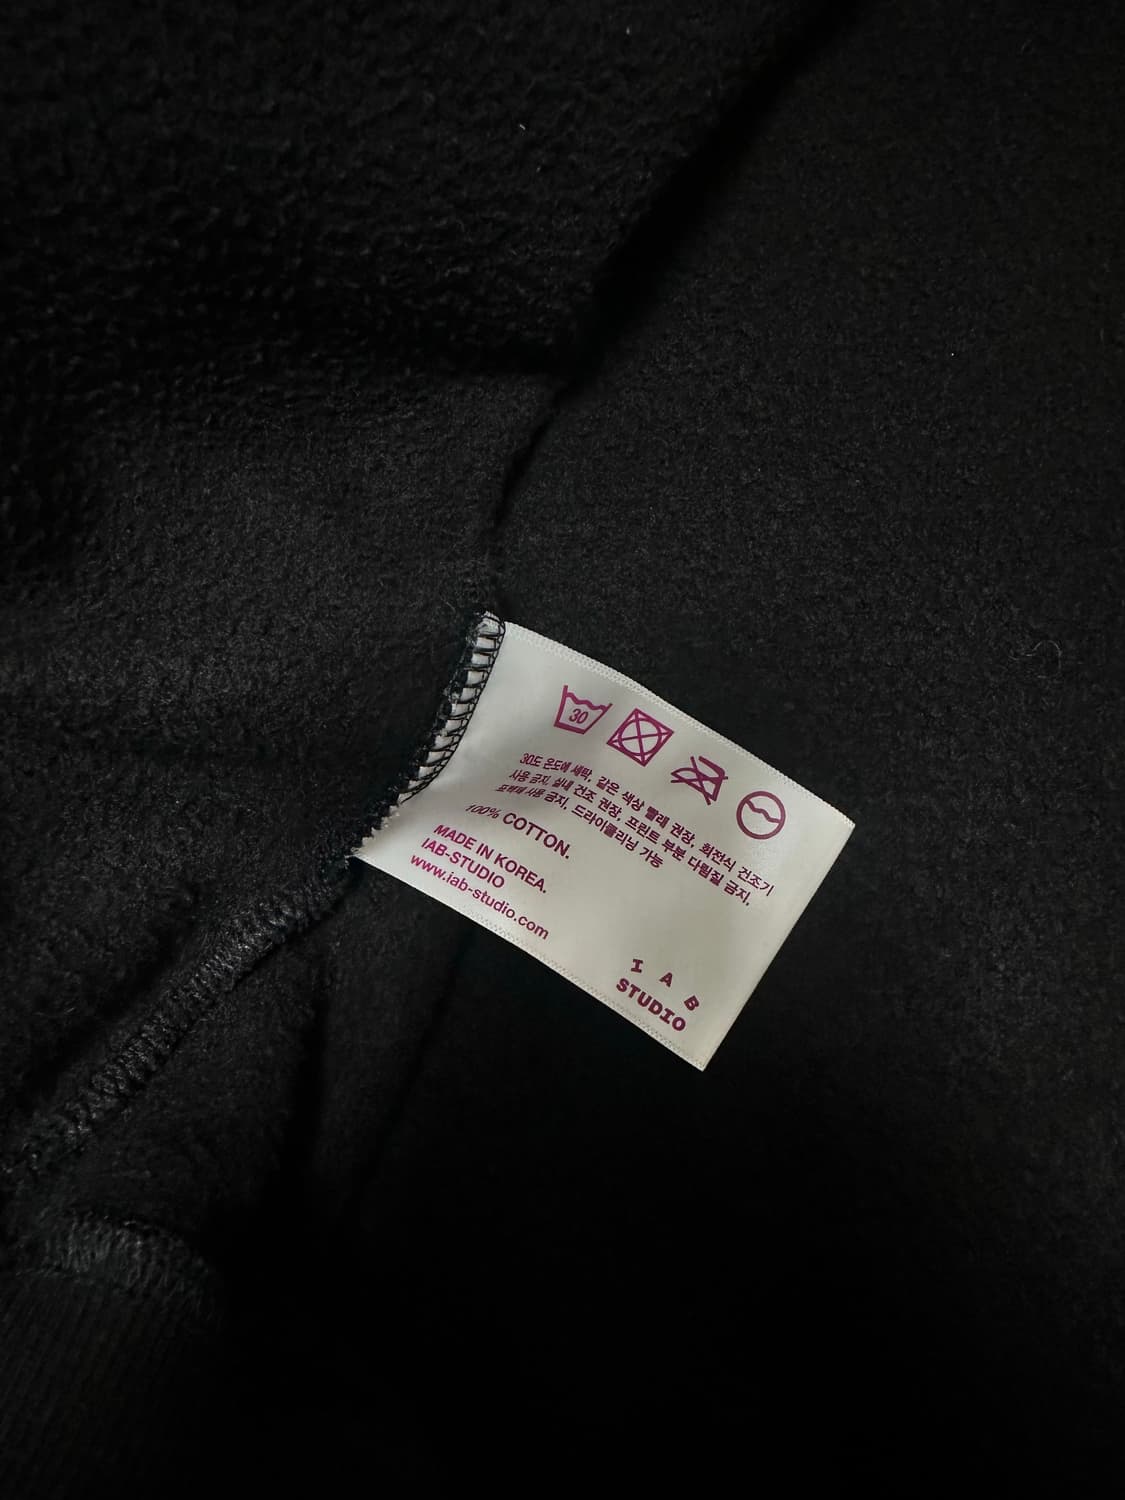 30
30도 온도에 세탁, 같은 색상 빨래 권장, 회전식 건조기
사용 금지, 실내 건조 권장, 프린트 부분 다림질 금지,
표백제 사용 금지, 드라이클리닝 가능
100% COTTON.
MADE IN KOREA.
IAB-STUDIO
www.iab-studio.com
I A B
STUDIO